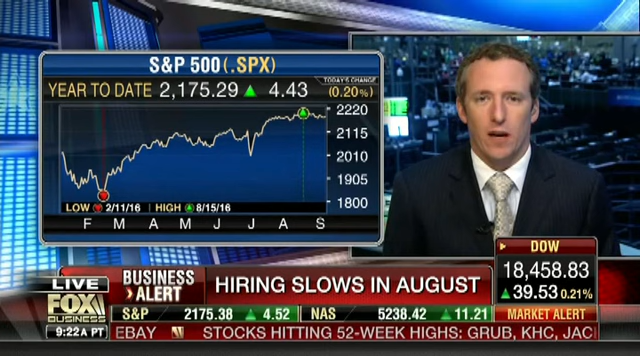 S&P 500 (.SPX)
YEAR TO DATE 2,175.29 4.43
TODAY'S CHANGE
(0.20%)
2220
2115
2010
1905
1800
LOW 2/11/16 HIGH 8/15/16
F M A M J J A S
DOW
18,458.83
39.53 0.21%
MARKET ALERT
LIVE
FOX
BUSINESS
9:22A PT
BUSINESS
ALERT
HIRING SLOWS IN AUGUST
S&P 2175.38 4.52 NAS 5238.42 11.21
EBAY STOCKS HITTING 52-WEEK HIGHS: GRUB, KHC, JAC